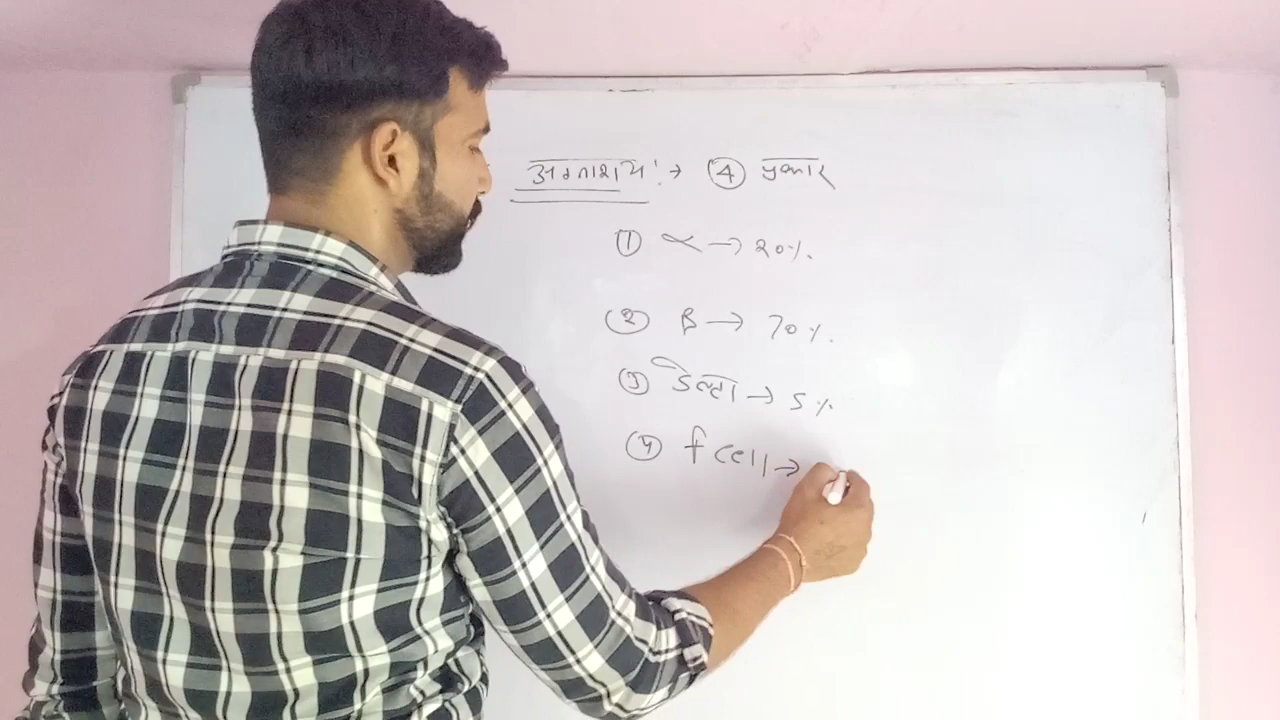 अग्नाशय :→ ④ प्रकार
① α → 20%.
② β → 70%.
③ डेल्टा → 5%
④ f cell →